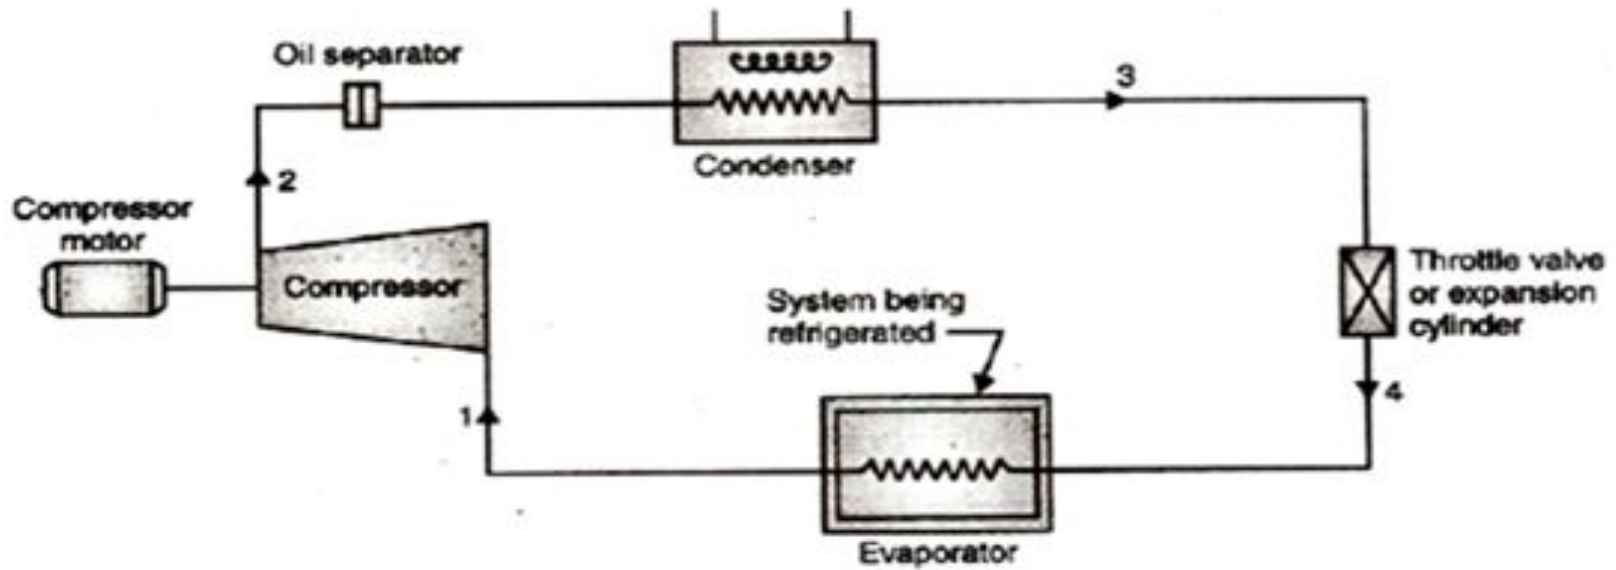 Oil separator
3
Condenser
2
Compressor
motor
Compressor
Throttle valve
or expansion
cylinder
System being
refrigerated
4
1
Evaporator